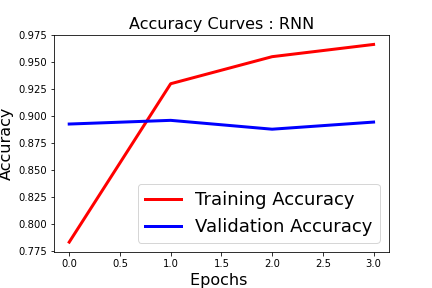 Accuracy Curves : RNN
0.975
0.950
0.925
0.900
0.875
0.850
0.825
0.800
0.775
Accuracy
Training Accuracy
Validation Accuracy
0.0 0.5 1.0 1.5 2.0 2.5 3.0
Epochs